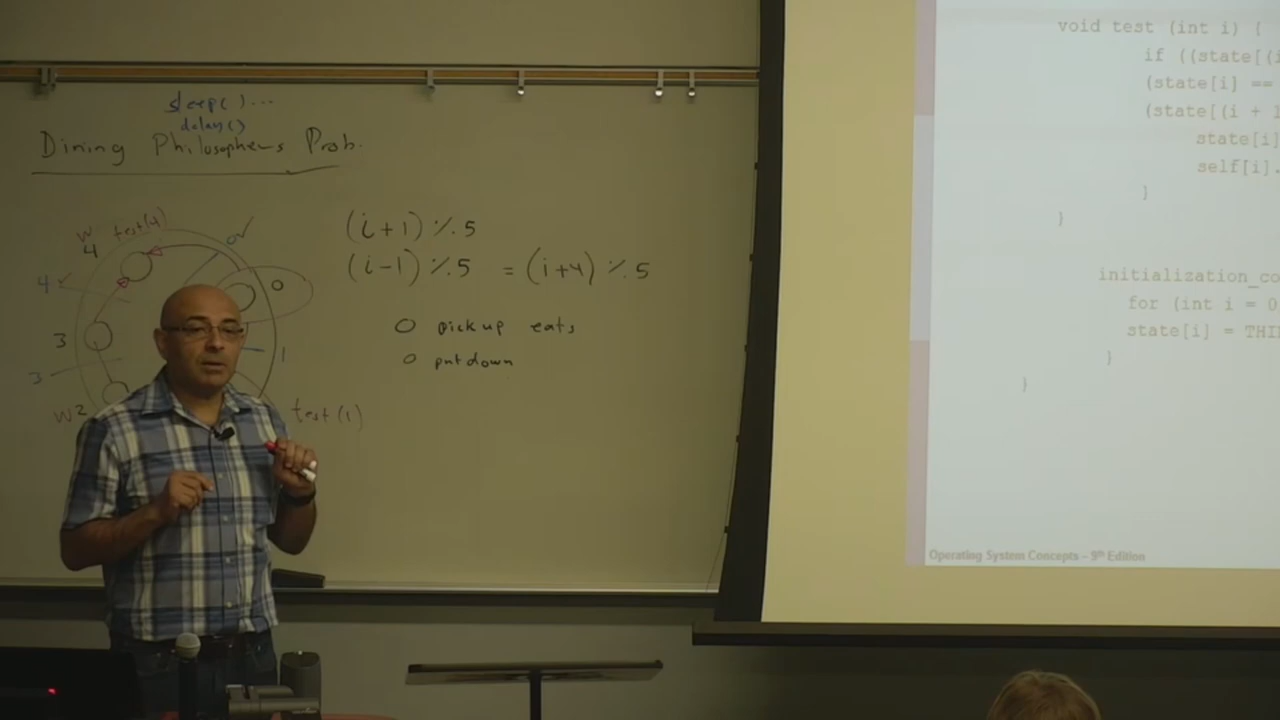 sleep()...
delay()
Dining Philosophers Prob.
W test(4)
4
0✓
4 ✓
0
3
1
3
W 2
test(1)
(i+1) % 5
(i-1) % 5 = (i+4) % 5
0 pickup eats
0 putdown
void test (int i) {
if ((state[(i
(state[i] ==
(state[(i + 1
state[i]
self[i].
}
}
initialization_co
for (int i = 0
state[i] = THI
}
}
Operating System Concepts – 9th Edition